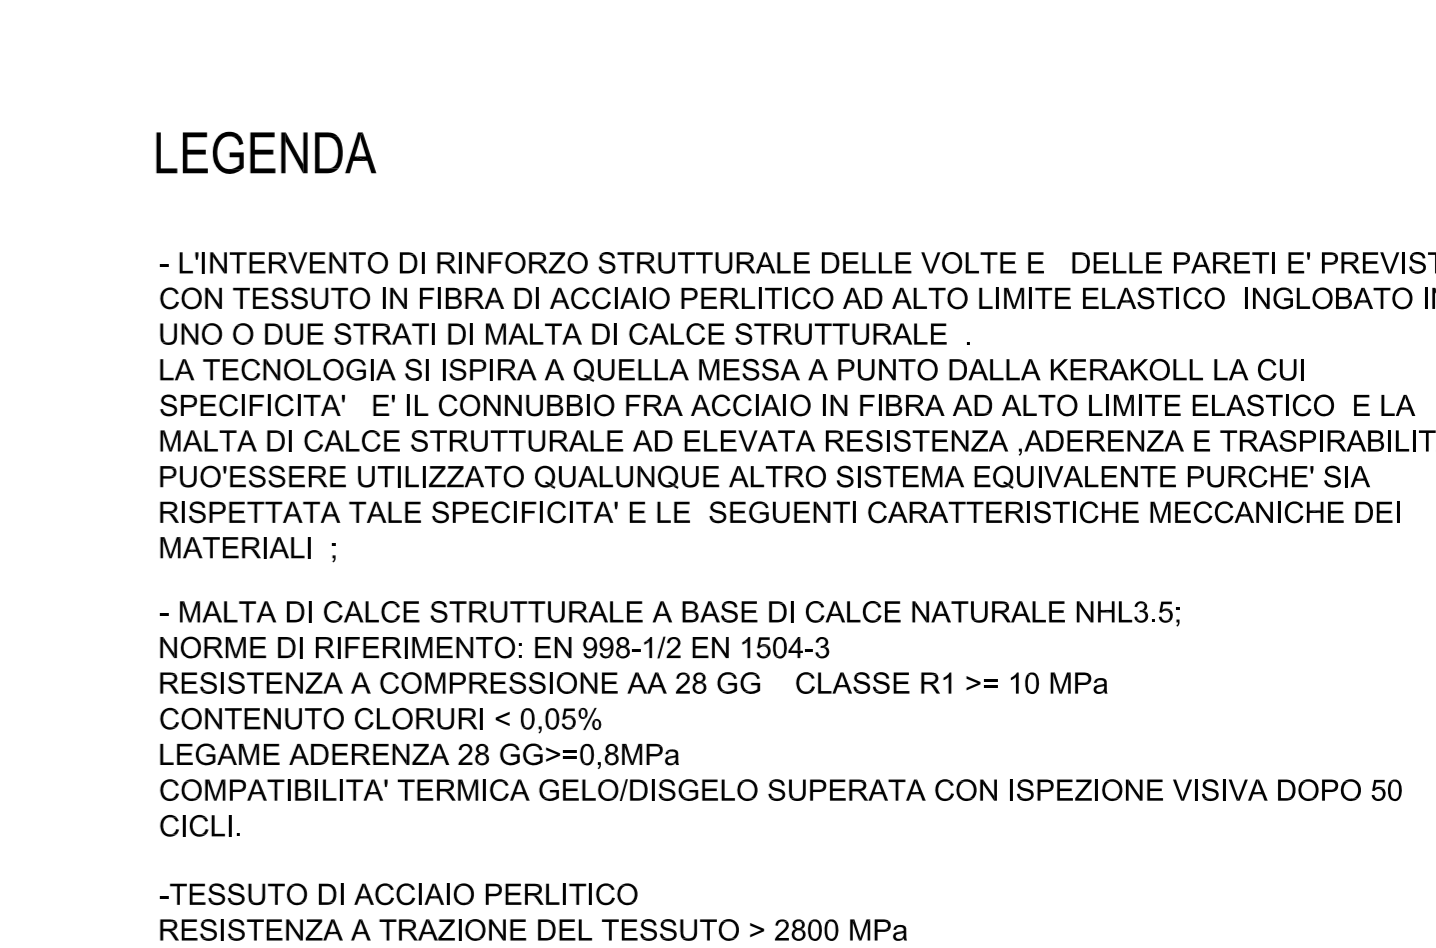 LEGENDA
- L'INTERVENTO DI RINFORZO STRUTTURALE DELLE VOLTE E DELLE PARETI E' PREVIST
CON TESSUTO IN FIBRA DI ACCIAIO PERLITICO AD ALTO LIMITE ELASTICO INGLOBATO IN
UNO O DUE STRATI DI MALTA DI CALCE STRUTTURALE .
LA TECNOLOGIA SI ISPIRA A QUELLA MESSA A PUNTO DALLA KERAKOLL LA CUI
SPECIFICITA' E' IL CONNUBBIO FRA ACCIAIO IN FIBRA AD ALTO LIMITE ELASTICO E LA
MALTA DI CALCE STRUTTURALE AD ELEVATA RESISTENZA ,ADERENZA E TRASPIRABILIT
PUO'ESSERE UTILIZZATO QUALUNQUE ALTRO SISTEMA EQUIVALENTE PURCHE' SIA
RISPETTATA TALE SPECIFICITA' E LE SEGUENTI CARATTERISTICHE MECCANICHE DEI
MATERIALI ;
- MALTA DI CALCE STRUTTURALE A BASE DI CALCE NATURALE NHL3.5;
NORME DI RIFERIMENTO: EN 998-1/2 EN 1504-3
RESISTENZA A COMPRESSIONE AA 28 GG CLASSE R1 >= 10 MPa
CONTENUTO CLORURI < 0,05%
LEGAME ADERENZA 28 GG>=0,8MPa
COMPATIBILITA' TERMICA GELO/DISGELO SUPERATA CON ISPEZIONE VISIVA DOPO 50
CICLI.
-TESSUTO DI ACCIAIO PERLITICO
RESISTENZA A TRAZIONE DEL TESSUTO > 2800 MPa